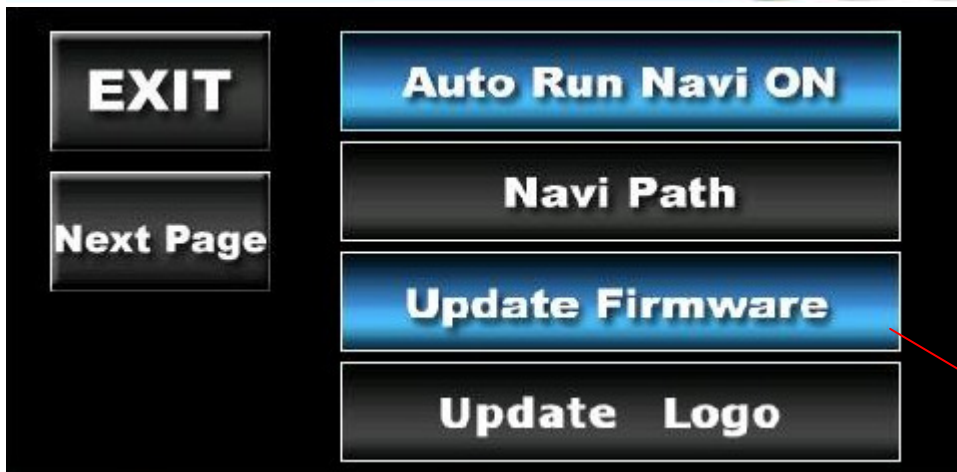 EXIT
Next Page
Auto Run Navi ON
Navi Path
Update Firmware
Update Logo